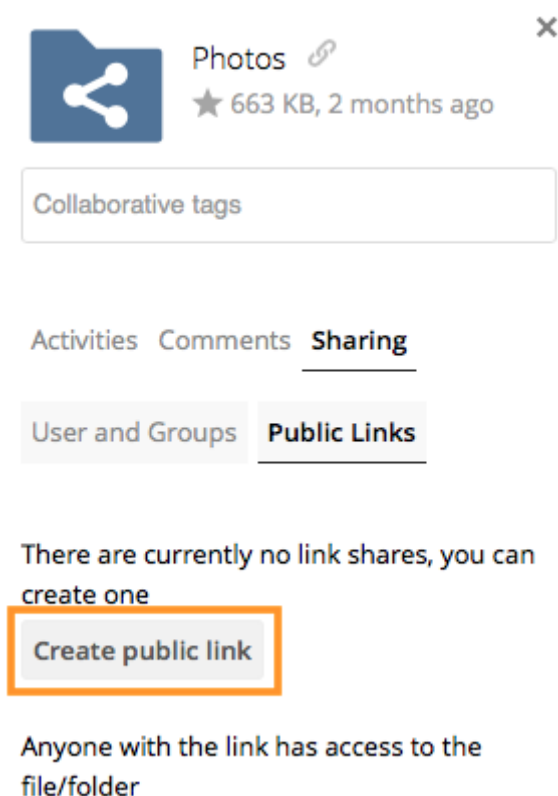 Photos
663 KB, 2 months ago
Collaborative tags
Activities Comments Sharing
User and Groups Public Links
There are currently no link shares, you can
create one
Create public link
Anyone with the link has access to the
file/folder